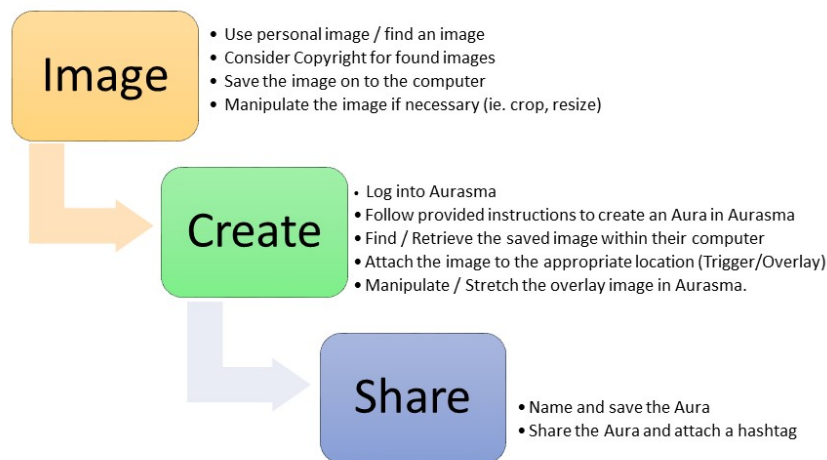 Image
• Use personal image / find an image
• Consider Copyright for found images
• Save the image on to the computer
• Manipulate the image if necessary (ie. crop, resize)
Create
• Log into Aurasma
• Follow provided instructions to create an Aura in Aurasma
• Find / Retrieve the saved image within their computer
• Attach the image to the appropriate location (Trigger/Overlay)
• Manipulate / Stretch the overlay image in Aurasma.
Share
• Name and save the Aura
• Share the Aura and attach a hashtag